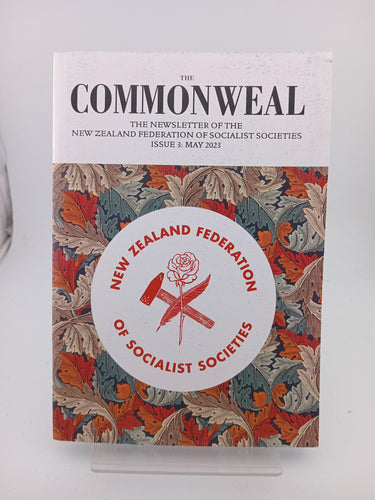 THE
COMMONWEAL
THE NEWSLETTER OF THE
NEW ZEALAND FEDERATION OF SOCIALIST SOCIETIES
ISSUE 3: MAY 2023
NEW ZEALAND FEDERATION
OF SOCIALIST SOCIETIES